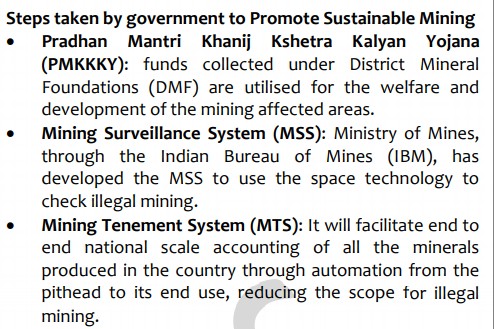 Steps taken by government to Promote Sustainable Mining
• Pradhan Mantri Khanij Kshetra Kalyan Yojana
(PMKKKY): funds collected under District Mineral
Foundations (DMF) are utilised for the welfare and
development of the mining affected areas.
• Mining Surveillance System (MSS): Ministry of Mines,
through the Indian Bureau of Mines (IBM), has
developed the MSS to use the space technology to
check illegal mining.
• Mining Tenement System (MTS): It will facilitate end to
end national scale accounting of all the minerals
produced in the country through automation from the
pithead to its end use, reducing the scope for illegal
mining.